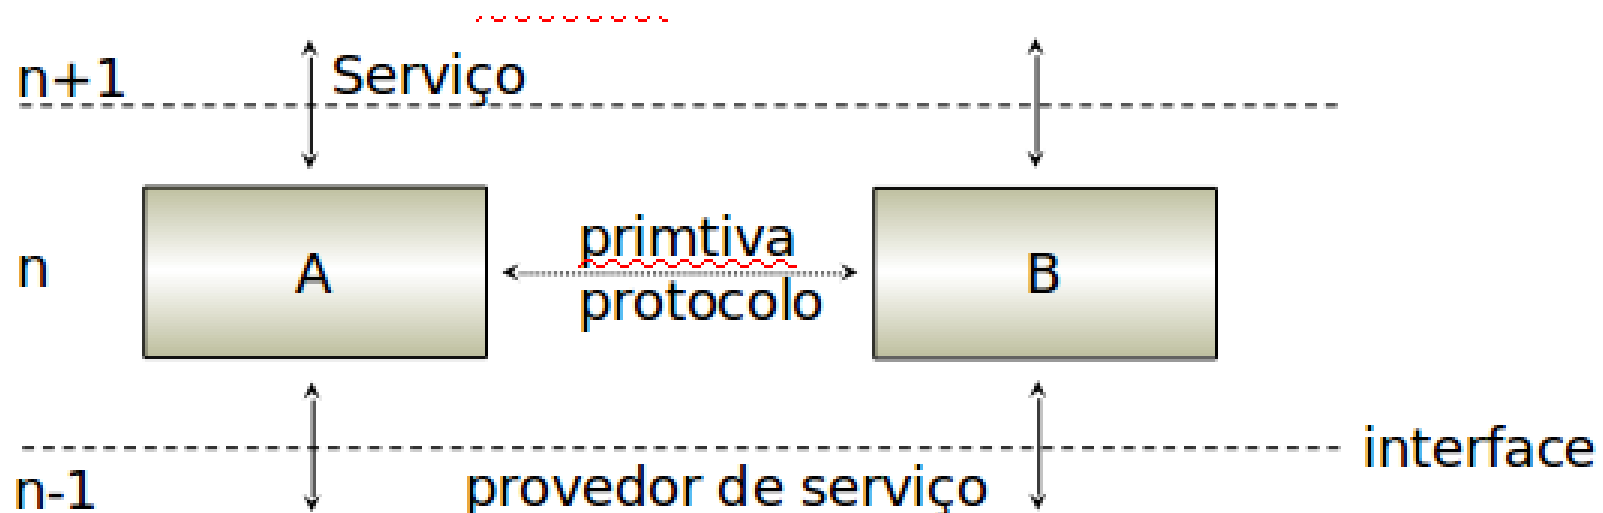 n+1
Serviço
n
A
primtiva
protocolo
B
interface
n-1
provedor de serviço